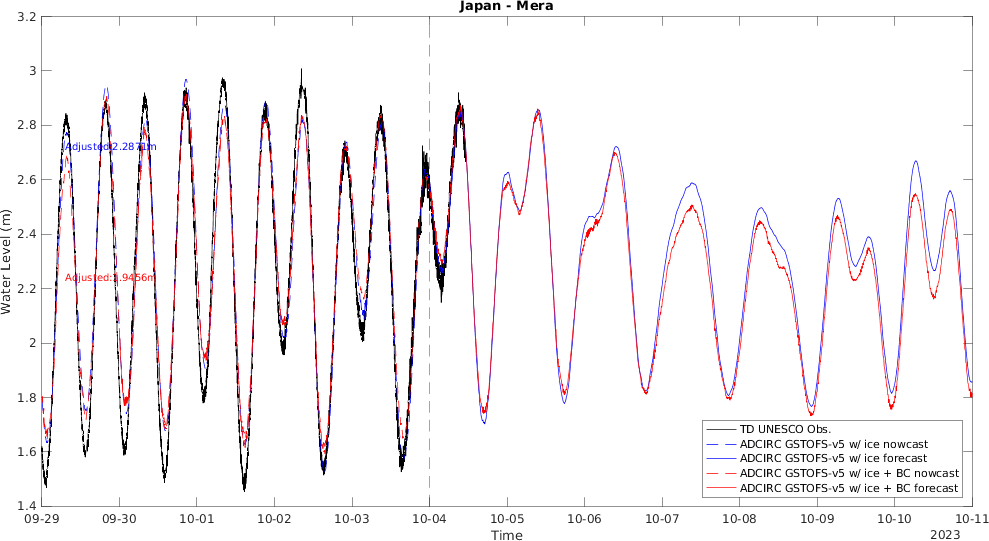 Japan - Mera
3.2
3
2.8
2.6
2.4
2.2
2
1.8
1.6
1.4
Water Level (m)
Adjusted:2.2871m
Adjusted:1.9456m
TD UNESCO Obs.
ADCIRC GSTOFS-v5 w/ ice nowcast
ADCIRC GSTOFS-v5 w/ ice forecast
ADCIRC GSTOFS-v5 w/ ice + BC nowcast
ADCIRC GSTOFS-v5 w/ ice + BC forecast
09-29 09-30 10-01 10-02 10-03 10-04 10-05 10-06 10-07 10-08 10-09 10-10 10-11
Time
2023